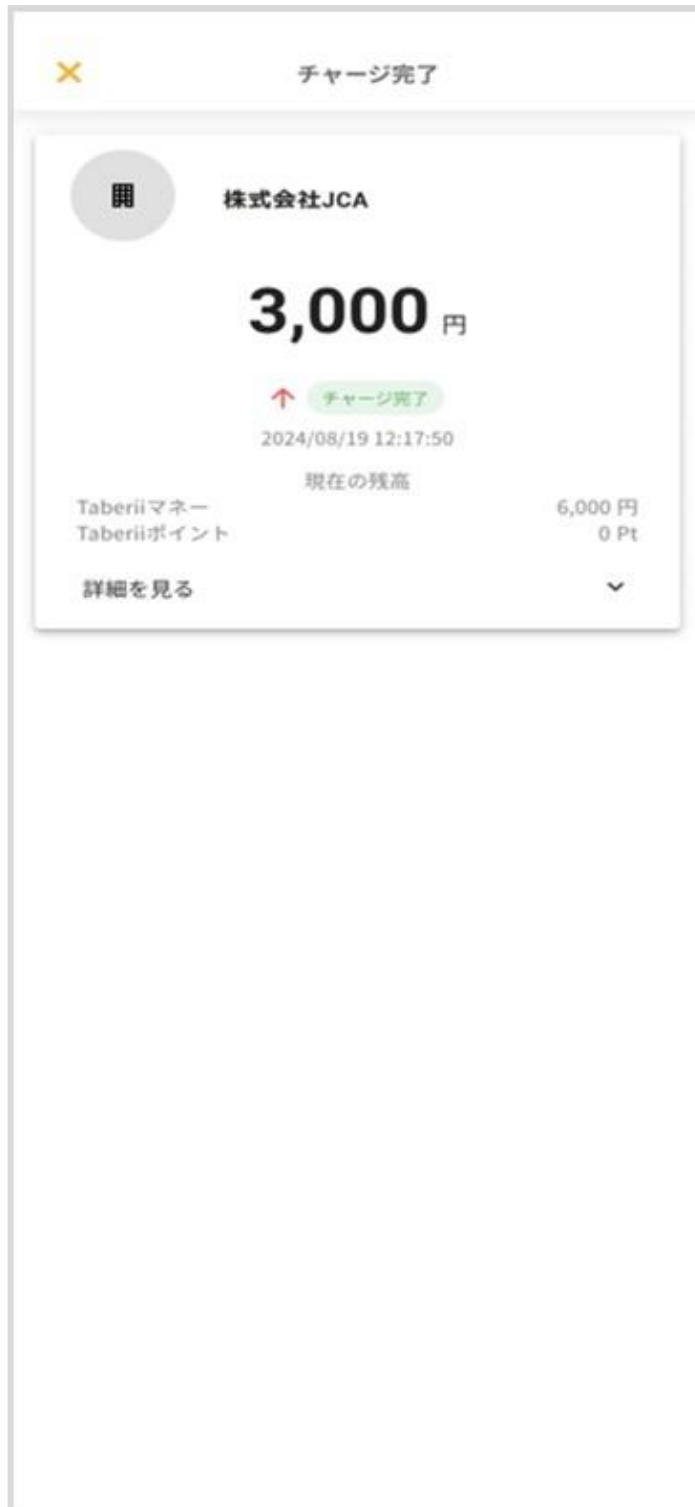 チャージ完了
株式会社JCA
3,000 円
チャージ完了
2024/08/19 12:17:50
現在の残高
Taberiiマネー 6,000 円
Taberiiポイント 0 Pt
詳細を見る